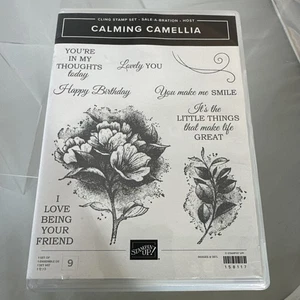 CLING STAMP SET • SALE-A-BRATION • HOST
CALMING CAMELLIA
YOU'RE
IN MY
THOUGHTS
today
Lovely YOU
Happy Birthday
You make me SMILE
It's the
LITTLE THINGS
that make life
GREAT
I
LOVE
BEING
YOUR
FRIEND
9
STAMPIN' UP!